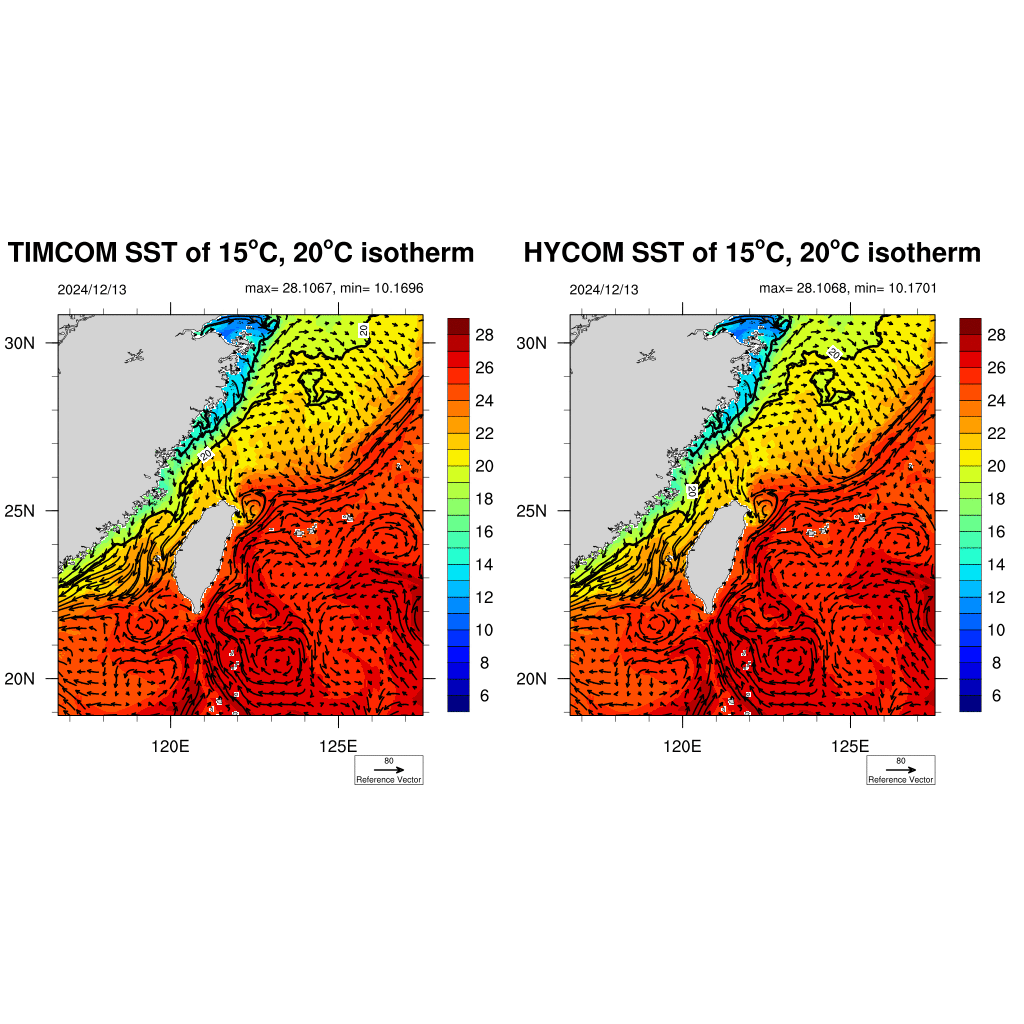 TIMCOM SST of 15°C, 20°C isotherm
2024/12/13 max= 28.1067, min= 10.1696
30N
25N
20N
120E 125E
20
20
28
26
24
22
20
18
16
14
12
10
8
6
80
Reference Vector
HYCOM SST of 15°C, 20°C isotherm
2024/12/13 max= 28.1068, min= 10.1701
30N
25N
20N
120E 125E
20
20
28
26
24
22
20
18
16
14
12
10
8
6
80
Reference Vector